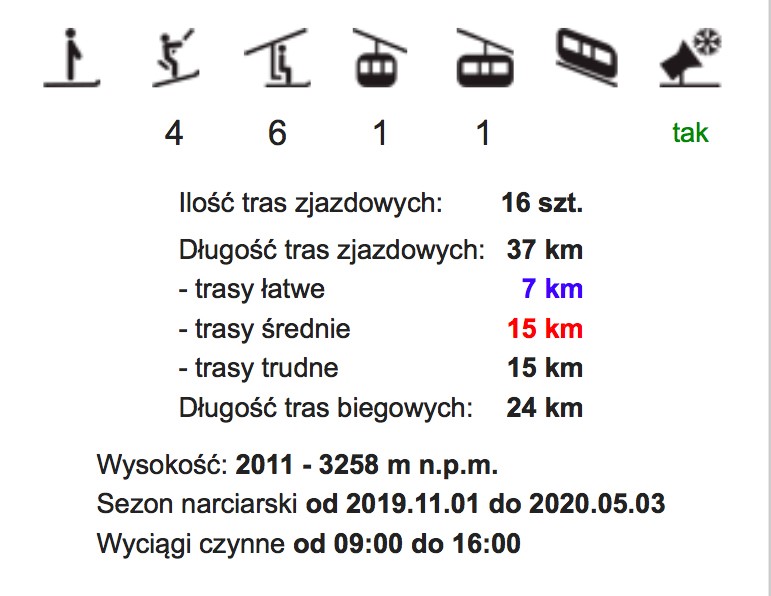 4 6 1 1 tak
Ilość tras zjazdowych: 16 szt.
Długość tras zjazdowych: 37 km
- trasy łatwe 7 km
- trasy średnie 15 km
- trasy trudne 15 km
Długość tras biegowych: 24 km
Wysokość: 2011 - 3258 m n.p.m.
Sezon narciarski od 2019.11.01 do 2020.05.03
Wyciągi czynne od 09:00 do 16:00